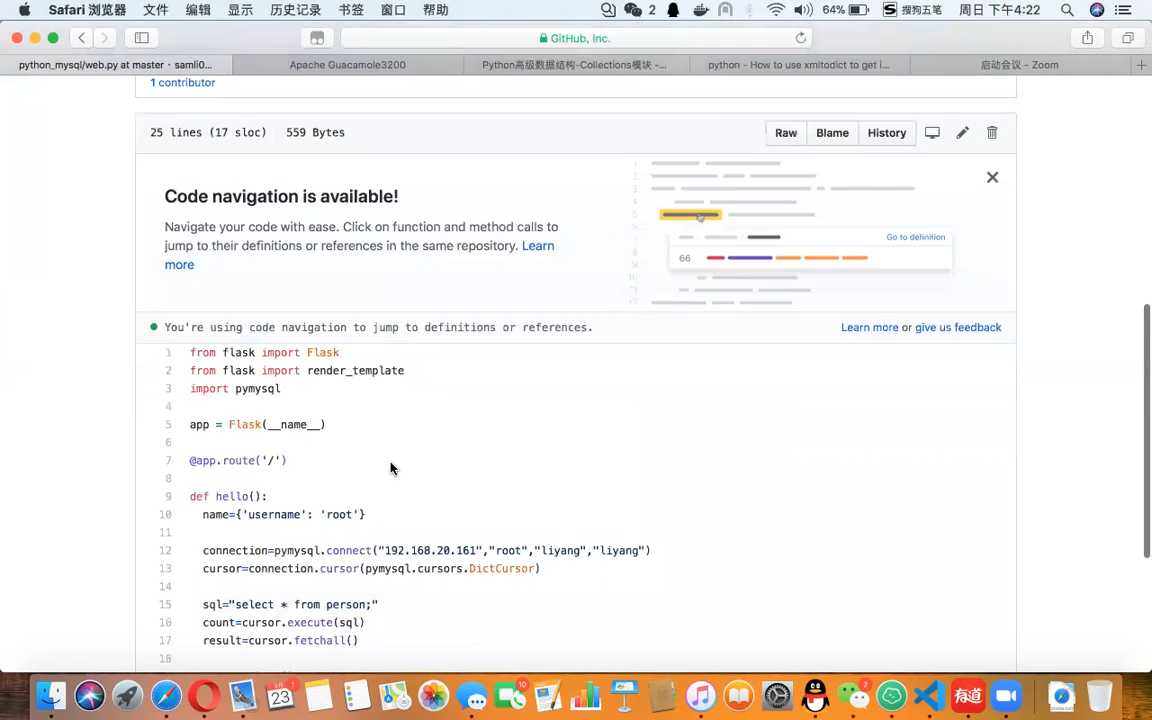 Safari 浏览器 文件 编辑 显示 历史记录 书签 窗口 帮助 2 64% S 搜狗五笔 周日 下午4:22
GitHub, Inc.
python_mysql/web.py at master · samli0... Apache Guacamole3200 Python高级数据结构-Collections模块 -... python - How to use xmltodict to get i... 启动会议 - Zoom
1 contributor
25 lines (17 sloc) 559 Bytes Raw Blame History
Code navigation is available!
Navigate your code with ease. Click on function and method calls to
jump to their definitions or references in the same repository. Learn
more
Go to definition
66
You're using code navigation to jump to definitions or references. Learn more or give us feedback
1 from flask import Flask
2 from flask import render_template
3 import pymysql
4
5 app = Flask(__name__)
6
7 @app.route('/')
8
9 def hello():
10 name={'username': 'root'}
11
12 connection=pymysql.connect("192.168.20.161","root","liyang","liyang")
13 cursor=connection.cursor(pymysql.cursors.DictCursor)
14
15 sql="select * from person;"
16 count=cursor.execute(sql)
17 result=cursor.fetchall()
18
23
10
2
有道